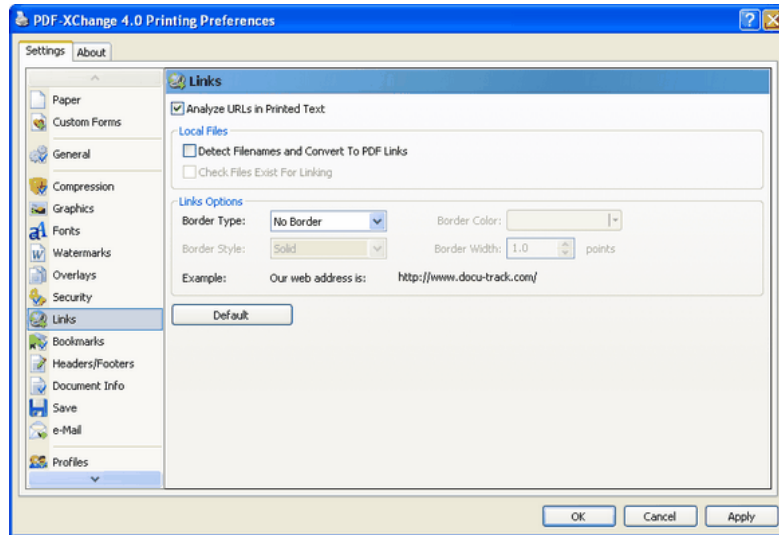 PDF-XChange 4.0 Printing Preferences
Settings About
Paper
Custom Forms
General
Compression
Graphics
Fonts
Watermarks
Overlays
Security
Links
Bookmarks
Headers/Footers
Document Info
Save
e-Mail
Profiles
Links
Analyze URLs in Printed Text
Local Files
Detect Filenames and Convert To PDF Links
Check Files Exist For Linking
Links Options
Border Type: No Border Border Color:
Border Style: Solid Border Width: 1.0 points
Example: Our web address is: http://www.docu-track.com/
Default
OK Cancel Apply